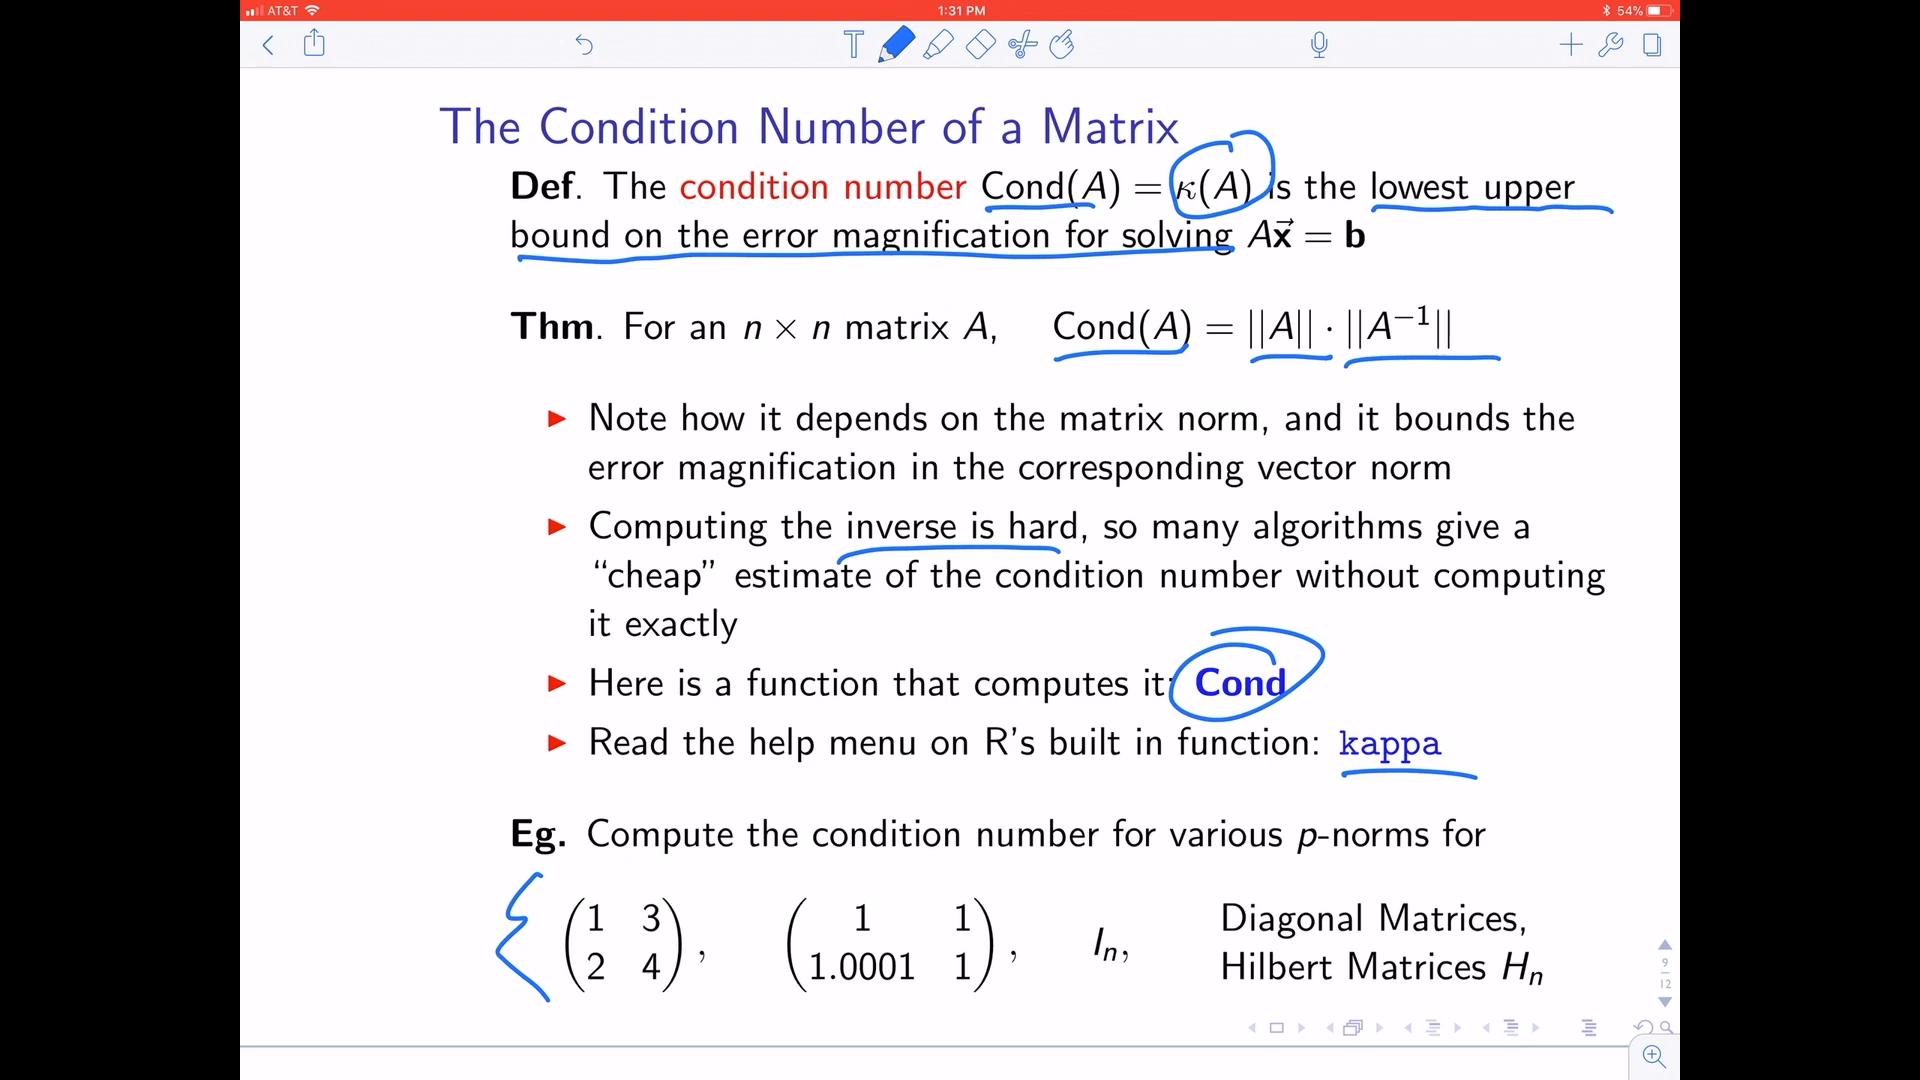 AT&T 1:31 PM 54%
T
The Condition Number of a Matrix
Def. The condition number Cond(A) = κ(A) is the lowest upper
bound on the error magnification for solving Ax⃗ = b
Thm. For an n × n matrix A, Cond(A) = ||A|| · ||A⁻¹||
▶ Note how it depends on the matrix norm, and it bounds the
error magnification in the corresponding vector norm
▶ Computing the inverse is hard, so many algorithms give a
“cheap” estimate of the condition number without computing
it exactly
▶ Here is a function that computes it: Cond
▶ Read the help menu on R's built in function: kappa
Eg. Compute the condition number for various p-norms for
(1 3
2 4), (1 1
1.0001 1), Iₙ, Diagonal Matrices,
Hilbert Matrices Hₙ
9
12